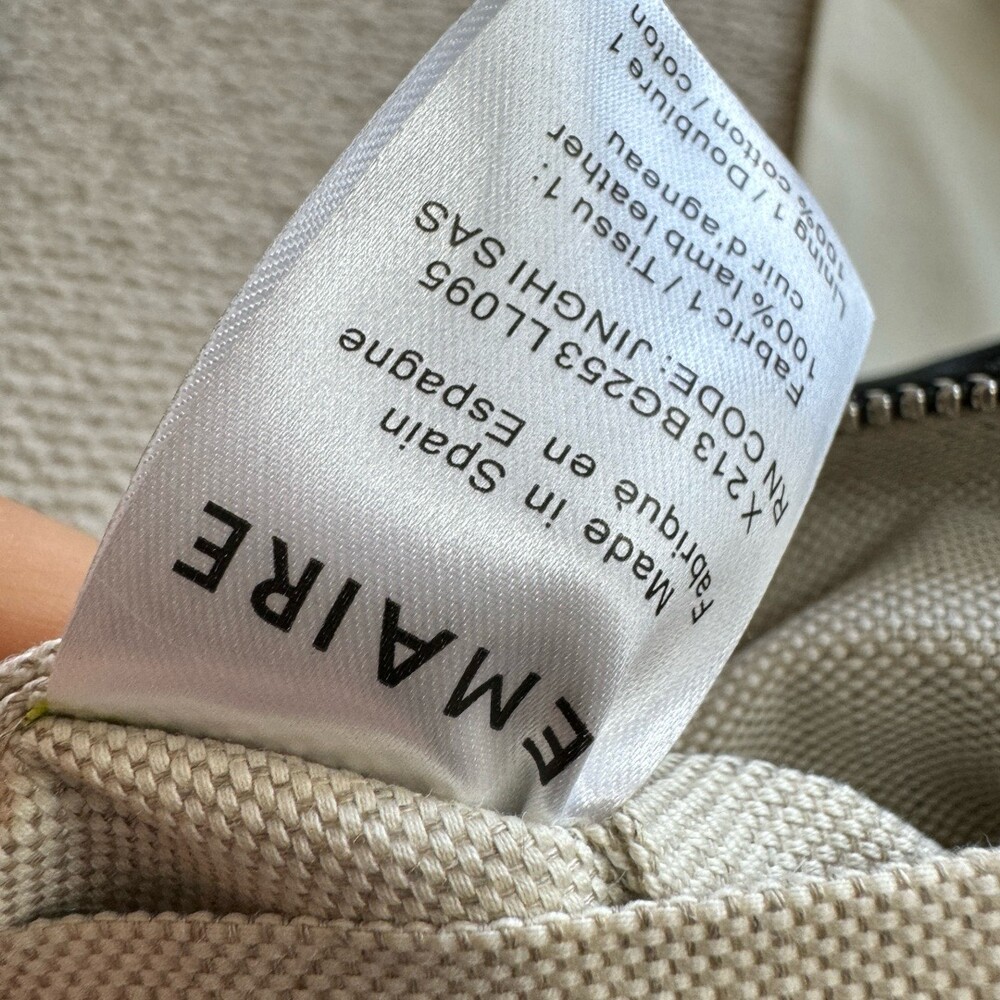 EMAIRE
Made in Spain
Fabriqué en Espagne
X 213 BG253 LL095
RN CODE: JINGHI SAS
Fabric 1 / Tissu 1:
100% lamb leather
cuir d'agneau
Lining 1 / Doublure 1
100% cotton / coton